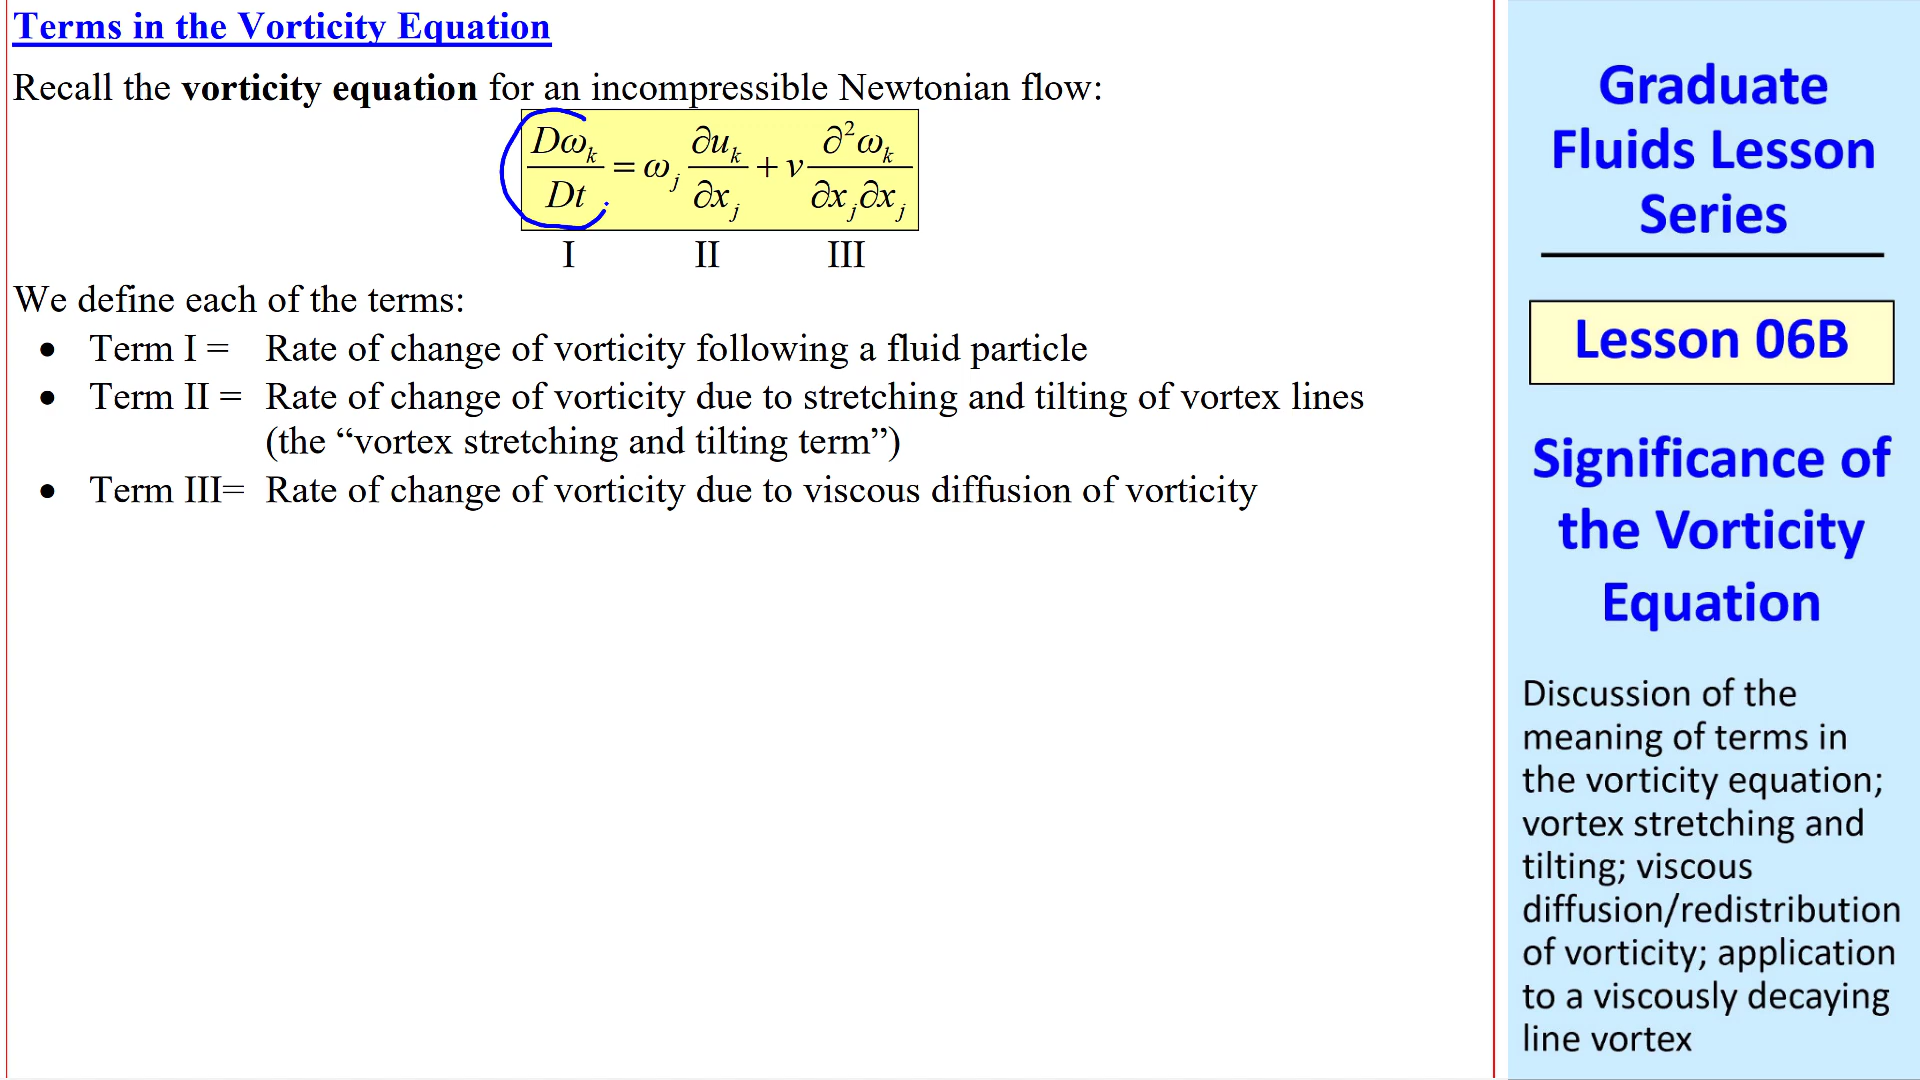 Terms in the Vorticity Equation
Recall the vorticity equation for an incompressible Newtonian flow:
Dω_k/Dt = ω_j ∂u_k/∂x_j + ν ∂²ω_k/∂x_j∂x_j
I II III
We define each of the terms:
• Term I = Rate of change of vorticity following a fluid particle
• Term II = Rate of change of vorticity due to stretching and tilting of vortex lines
(the “vortex stretching and tilting term”)
• Term III= Rate of change of vorticity due to viscous diffusion of vorticity
Graduate
Fluids Lesson
Series
Lesson 06B
Significance of
the Vorticity
Equation
Discussion of the
meaning of terms in
the vorticity equation;
vortex stretching and
tilting; viscous
diffusion/redistribution
of vorticity; application
to a viscously decaying
line vortex